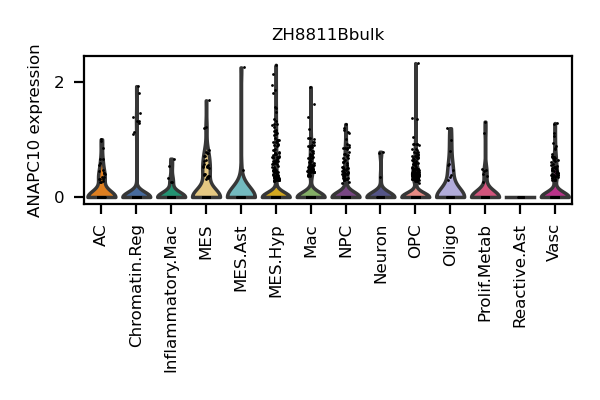 ZH8811Bbulk
ANAPC10 expression
2
0
AC
Chromatin.Reg
Inflammatory.Mac
MES
MES.Ast
MES.Hyp
Mac
NPC
Neuron
OPC
Oligo
Prolif.Metab
Reactive.Ast
Vasc